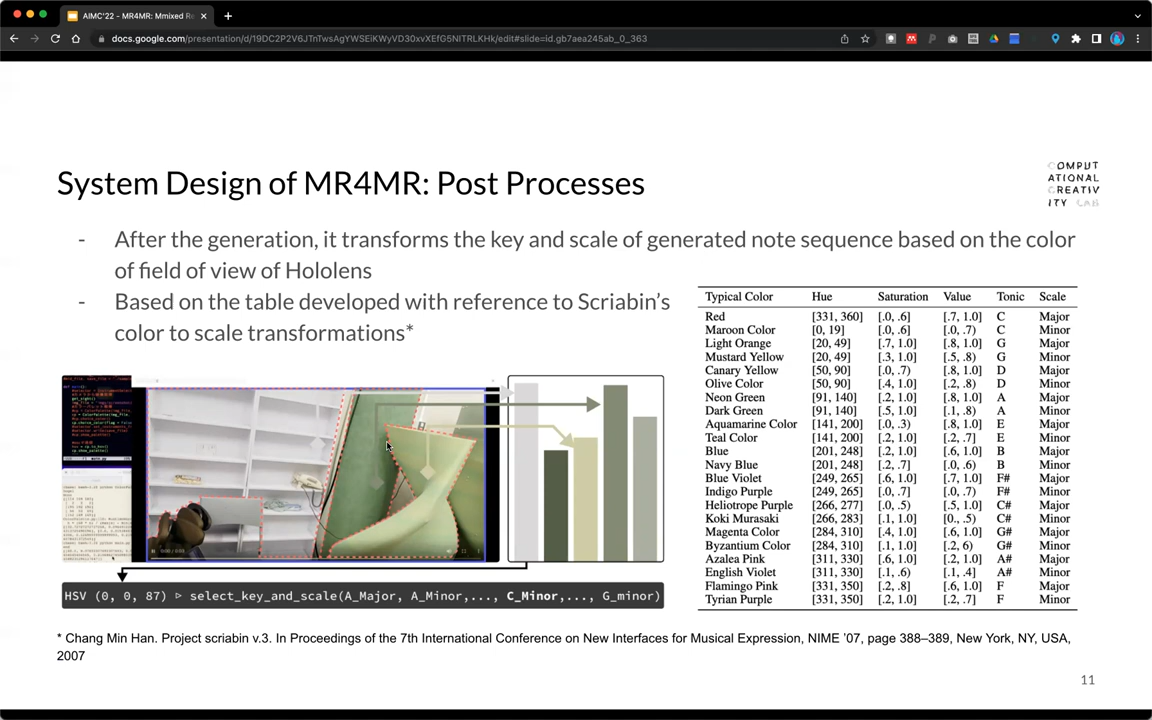 AIMC'22 - MR4MR: Mmixed Re
docs.google.com/presentation/d/19DC2P2V6JTnTwsAgYWSEiKWyVD30xvXEfG5NITRLKHk/edit#slide=id.gb7aea245ab_0_363
System Design of MR4MR: Post Processes
OMPUT
ATIONAL
CREATIV
ITY LAB
- After the generation, it transforms the key and scale of generated note sequence based on the color
of field of view of Hololens
- Based on the table developed with reference to Scriabin's
color to scale transformations*
Typical Color Hue Saturation Value Tonic Scale
Red [331, 360] [.0, .6] [.7, 1.0] C Major
Maroon Color [0, 19] [.0, .6] [.0, .7) C Minor
Light Orange [20, 49] [.7, 1.0] [.8, 1.0] G Major
Mustard Yellow [20, 49] [.3, 1.0] [.5, .8) G Minor
Canary Yellow [50, 90] [.0, .7) [.8, 1.0] D Major
Olive Color [50, 90] [.4, 1.0] [.2, .8) D Minor
Neon Green [91, 140] [.2, 1.0] [.8, 1.0] A Major
Dark Green [91, 140] [.5, 1.0] [.1, .8) A Minor
Aquamarine Color [141, 200] [.0, .3) [.8, 1.0] E Major
Teal Color [141, 200] [.2, 1.0] [.2, .7) E Minor
Blue [201, 248] [.2, 1.0] [.6, 1.0] B Major
Navy Blue [201, 248] [.2, .7) [.0, .6) B Minor
Blue Violet [249, 265] [.6, 1.0] [.7, 1.0] F# Major
Indigo Purple [249, 265] [.0, .7) [.0, .7) F# Minor
Heliotrope Purple [266, 277] [.0, .5) [.5, 1.0] C# Major
Koki Murasaki [266, 283] [.1, 1.0] [0., .5) C# Minor
Magenta Color [284, 310] [.4, 1.0] [.6, 1.0] G# Major
Byzantium Color [284, 310] [.1, 1.0] [.2, 6) G# Minor
Azalea Pink [311, 330] [.6, 1.0] [.2, 1.0] A# Major
English Violet [311, 330] [.1, .6) [.1, .4] A# Minor
Flamingo Pink [331, 350] [.2, .8] [.6, 1.0] F Major
Tyrian Purple [331, 350] [.2, 1.0] [.2, .7) F Minor
HSV (0, 0, 87) ▷ select_key_and_scale(A_Major, A_Minor,..., C_Minor,..., G_minor)
* Chang Min Han. Project scriabin v.3. In Proceedings of the 7th International Conference on New Interfaces for Musical Expression, NIME '07, page 388–389, New York, NY, USA,
2007
11